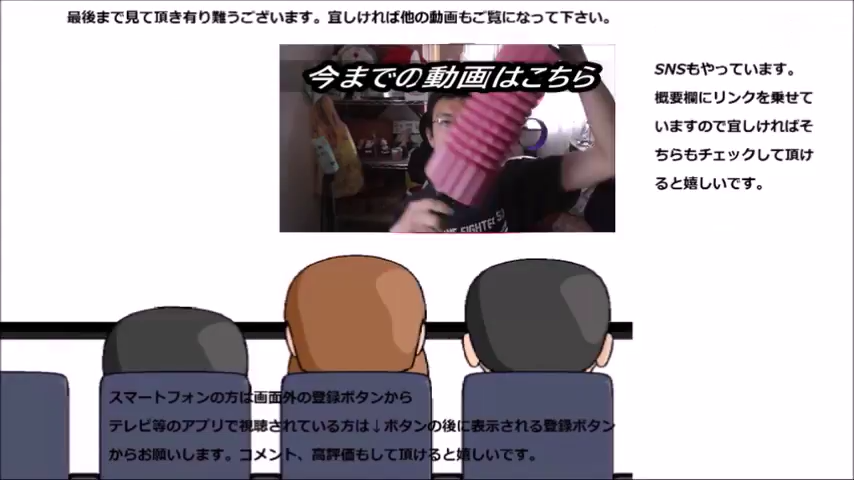 最後まで見て頂き有り難うございます。宜しければ他の動画もご覧になって下さい。
今までの動画はこちら
SNSもやっています。
概要欄にリンクを乗せて
いますので宜しければそ
ちらもチェックして頂け
ると嬉しいです。
スマートフォンの方は画面外の登録ボタンから
テレビ等のアプリで視聴されている方は↓ボタンの後に表示される登録ボタン
からお願いします。コメント、高評価もして頂けると嬉しいです。